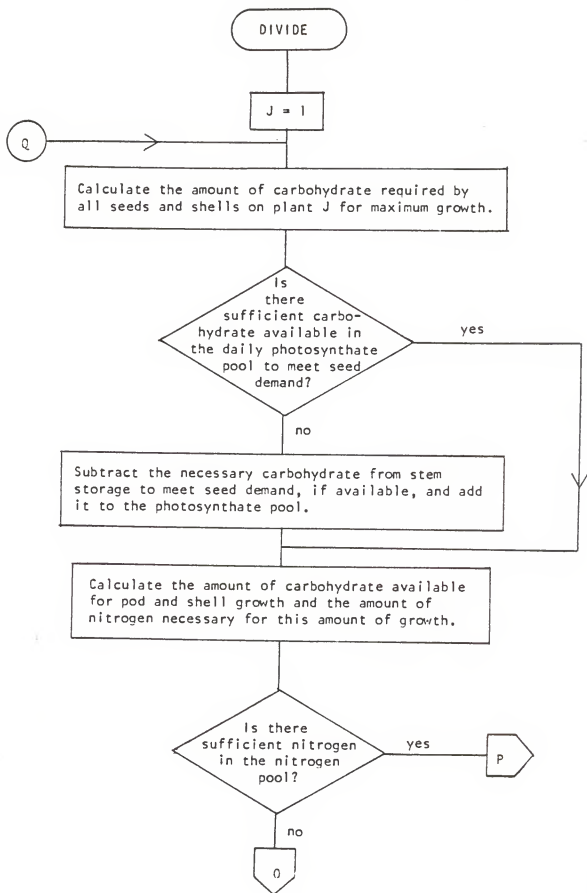 DIVIDE
J = 1
Q
Calculate the amount of carbohydrate required by
all seeds and shells on plant J for maximum growth.
Is
there
sufficient carbo-
hydrate available in
the daily photosynthate
pool to meet seed
demand?
yes
no
Subtract the necessary carbohydrate from stem
storage to meet seed demand, if available, and add
it to the photosynthate pool.
Calculate the amount of carbohydrate available
for pod and shell growth and the amount of
nitrogen necessary for this amount of growth.
Is there
sufficient nitrogen
in the nitrogen
pool?
yes
P
no
O